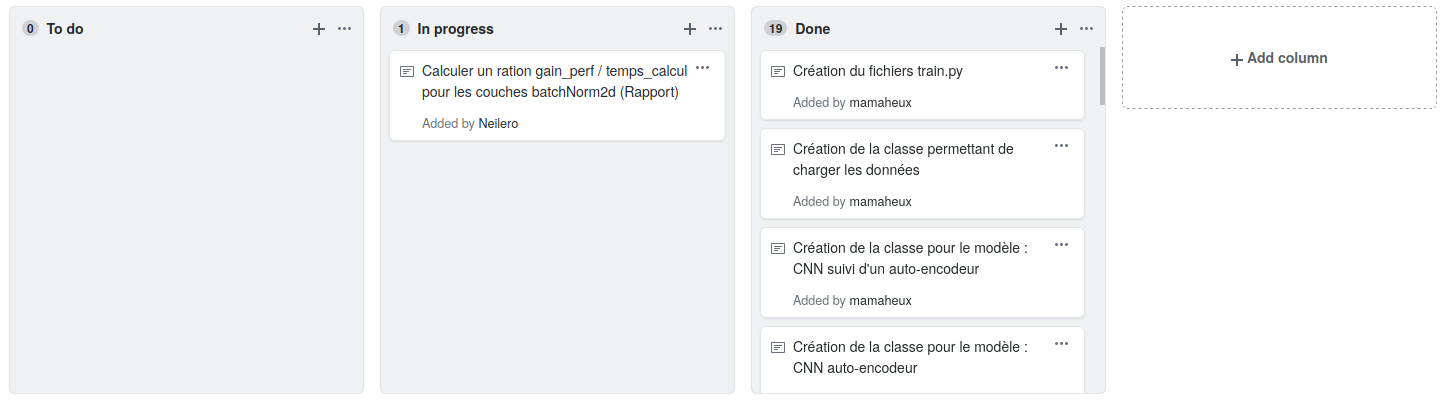 0 To do
1 In progress
Calculer un ration gain_perf / temps_calcul
pour les couches batchNorm2d (Rapport)
Added by Neilero
19 Done
Création du fichiers train.py
Added by mamaheux
Création de la classe permettant de
charger les données
Added by mamaheux
Création de la classe pour le modèle :
CNN suivi d'un auto-encodeur
Added by mamaheux
Création de la classe pour le modèle :
CNN auto-encodeur
Add column